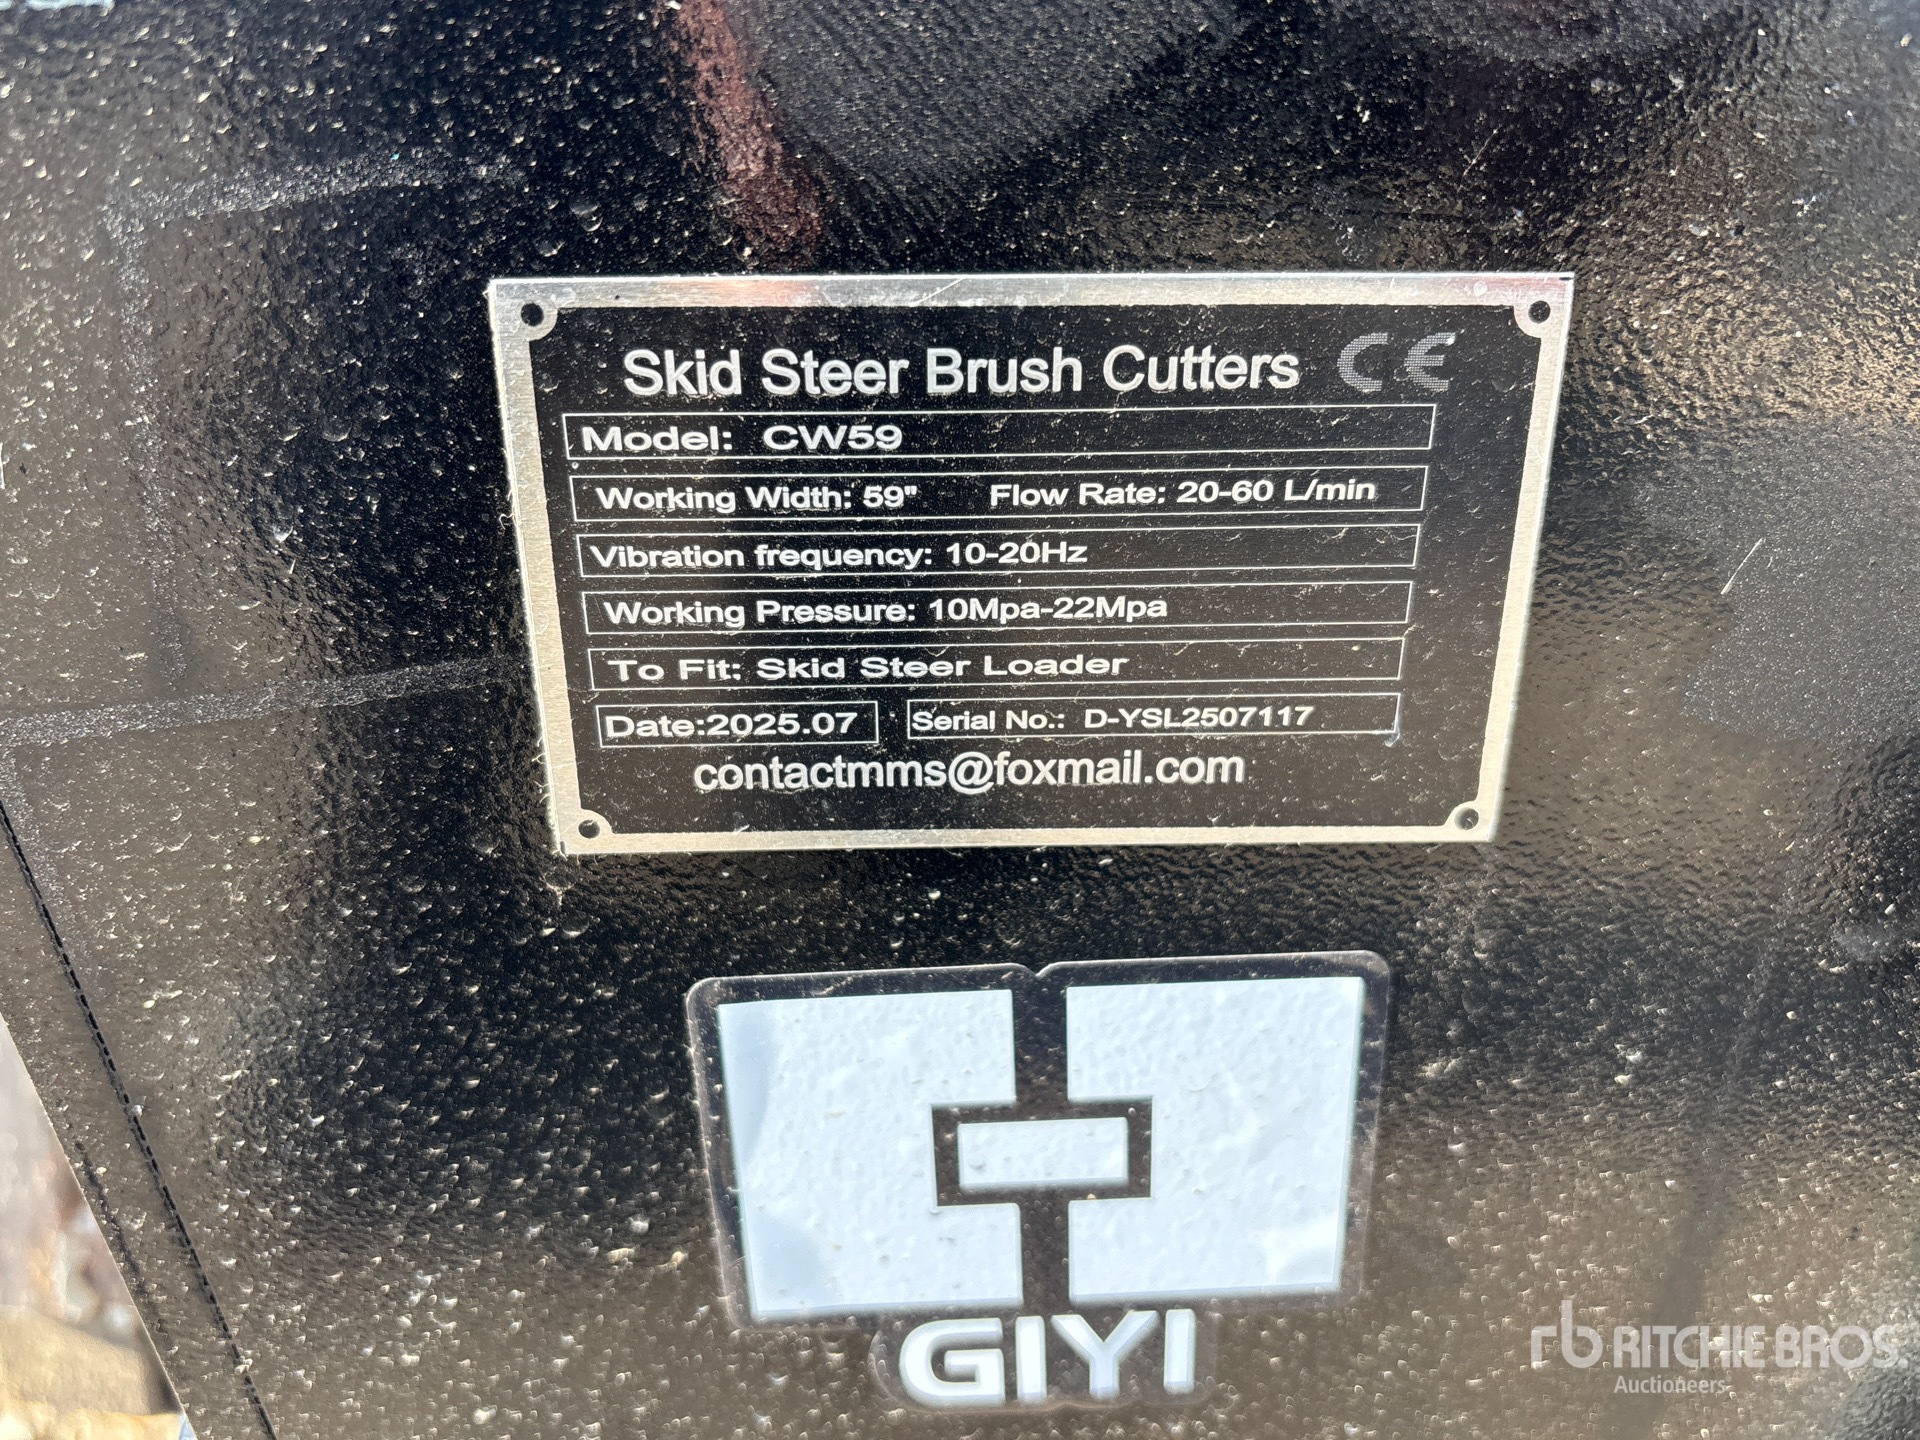 Skid Steer Brush Cutters CE
Model: CW59
Working Width: 59" Flow Rate: 20-60 L/min
Vibration frequency: 10-20Hz
Working Pressure: 10Mpa-22Mpa
To Fit: Skid Steer Loader
Date:2025.07 Serial No.: D-YSL2507117
contactmms@foxmail.com
GIYI
rb RITCHIE BROS.
Auctioneers